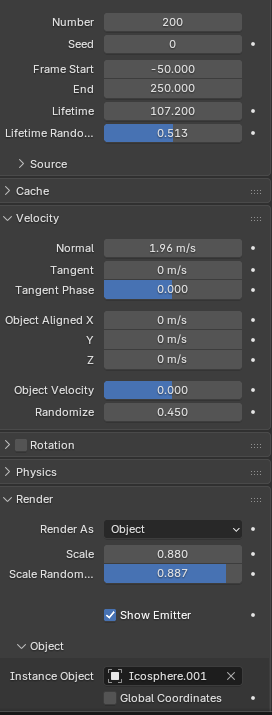 Number 200
Seed 0
Frame Start -50.000
End 250.000
Lifetime 107.200
Lifetime Rando... 0.513
Source
Cache
Velocity
Normal 1.96 m/s
Tangent 0 m/s
Tangent Phase 0.000
Object Aligned X 0 m/s
Y 0 m/s
Z 0 m/s
Object Velocity 0.000
Randomize 0.450
Rotation
Physics
Render
Render As Object
Scale 0.880
Scale Random... 0.887
Show Emitter
Object
Instance Object Icosphere.001
Global Coordinates